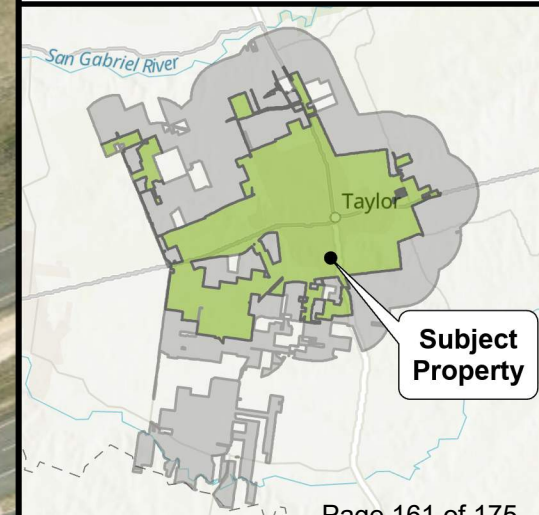 San Gabriel River
Taylor
Subject
Property
Page 161 of 175